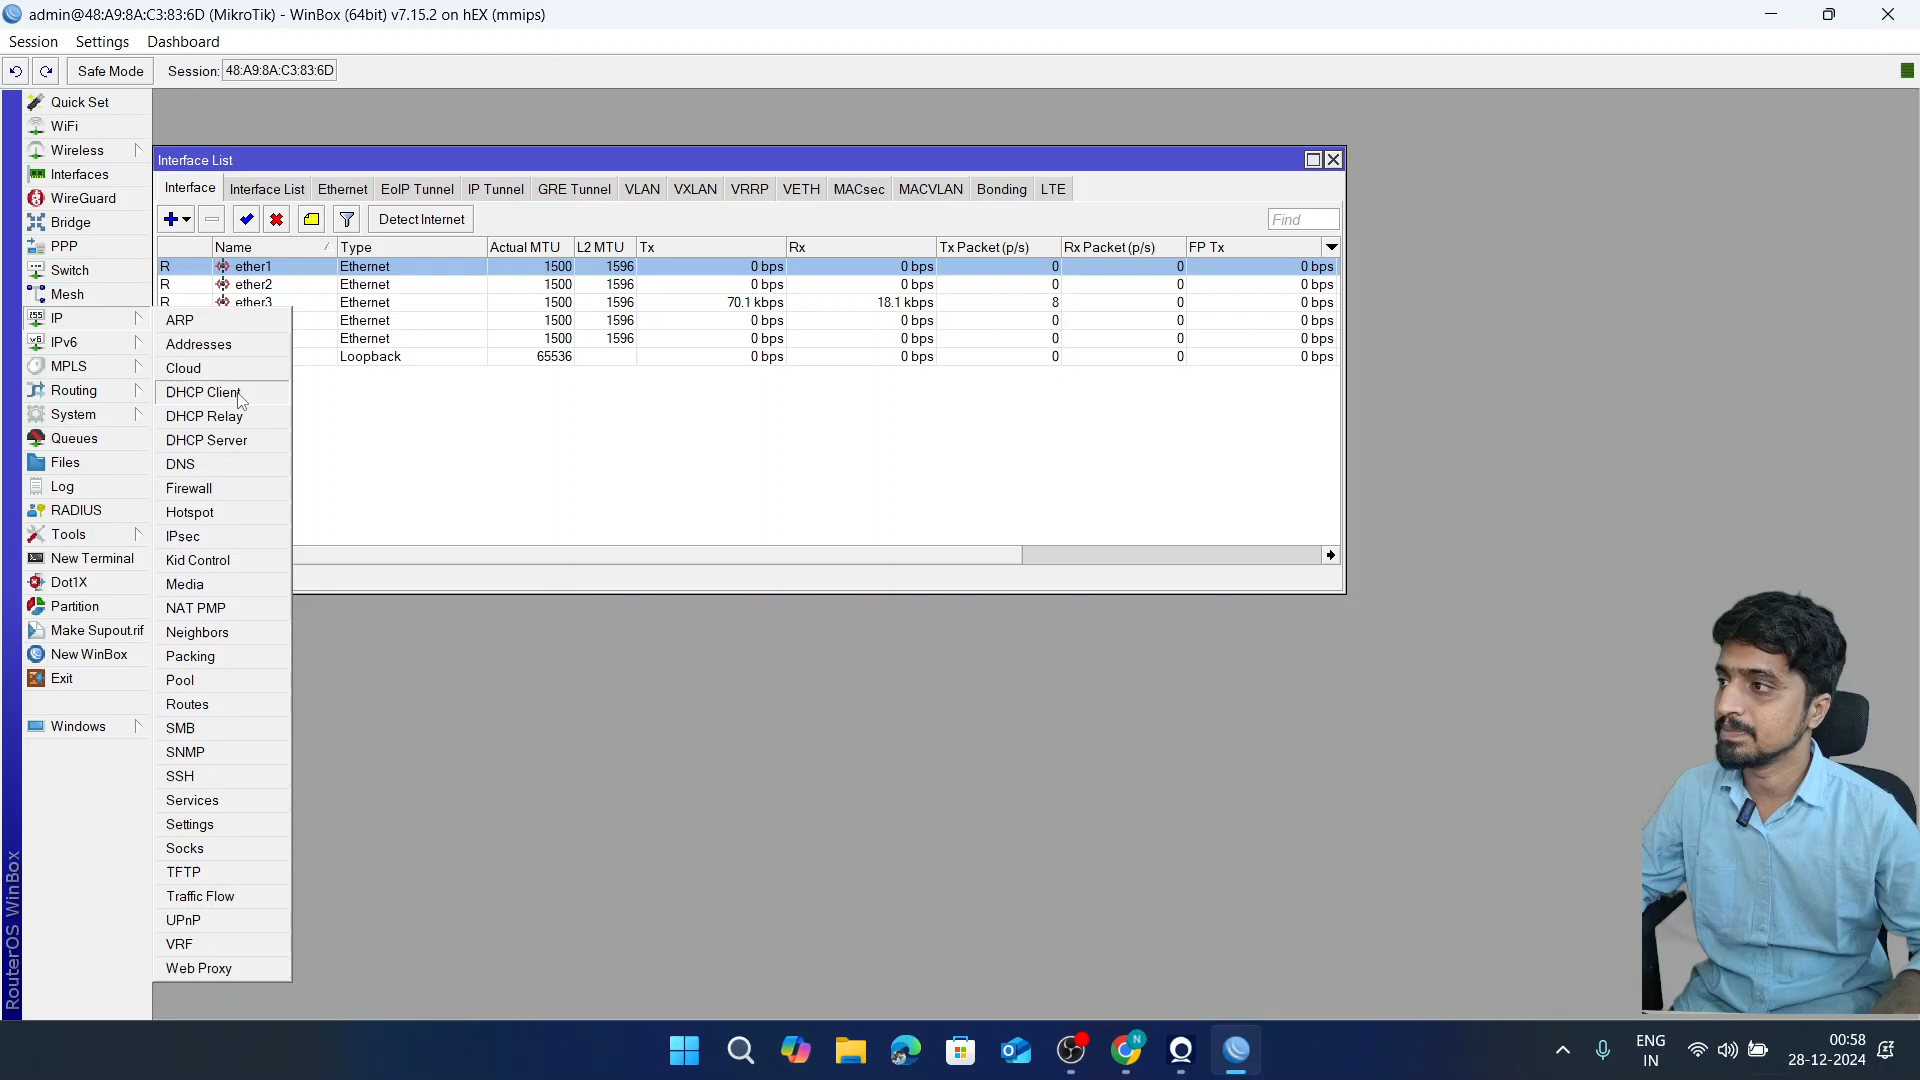 admin@48:A9:8A:C3:83:6D (MikroTik) - WinBox (64bit) v7.15.2 on hEX (mmips)
Session Settings Dashboard
Safe Mode Session: 48:A9:8A:C3:83:6D
Quick Set
WiFi
Wireless
Interfaces
WireGuard
Bridge
PPP
Switch
Mesh
IP
IPv6
MPLS
Routing
System
Queues
Files
Log
RADIUS
Tools
New Terminal
Dot1X
Partition
Make Supout.rif
New WinBox
Exit
Windows
RouterOS WinBox
Interface List
Interface Interface List Ethernet EoIP Tunnel IP Tunnel GRE Tunnel VLAN VXLAN VRRP VETH MACsec MACVLAN Bonding LTE
Detect Internet Find
Name Type Actual MTU L2 MTU Tx Rx Tx Packet (p/s) Rx Packet (p/s) FP Tx
R ether1 Ethernet 1500 1596 0 bps 0 bps 0 0 0 bps
R ether2 Ethernet 1500 1596 0 bps 0 bps 0 0 0 bps
R ether3 Ethernet 1500 1596 70.1 kbps 18.1 kbps 8 0 0 bps
Ethernet 1500 1596 0 bps 0 bps 0 0 0 bps
Ethernet 1500 1596 0 bps 0 bps 0 0 0 bps
Loopback 65536 0 bps 0 bps 0 0 0 bps
ARP
Addresses
Cloud
DHCP Client
DHCP Relay
DHCP Server
DNS
Firewall
Hotspot
IPsec
Kid Control
Media
NAT PMP
Neighbors
Packing
Pool
Routes
SMB
SNMP
SSH
Services
Settings
Socks
TFTP
Traffic Flow
UPnP
VRF
Web Proxy
N
ENG
IN
00:58
28-12-2024